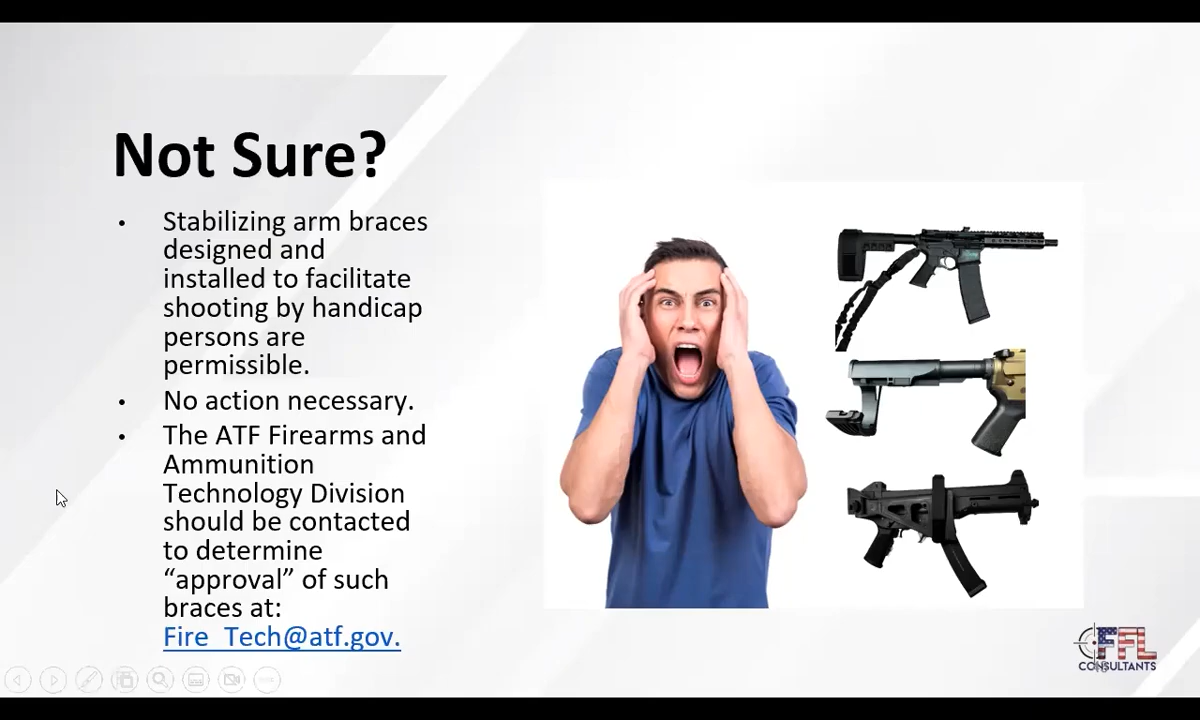 Not Sure?
• Stabilizing arm braces
designed and
installed to facilitate
shooting by handicap
persons are
permissible.
• No action necessary.
• The ATF Firearms and
Ammunition
Technology Division
should be contacted
to determine
“approval” of such
braces at:
Fire_Tech@atf.gov.
FFL
CONSULTANTS